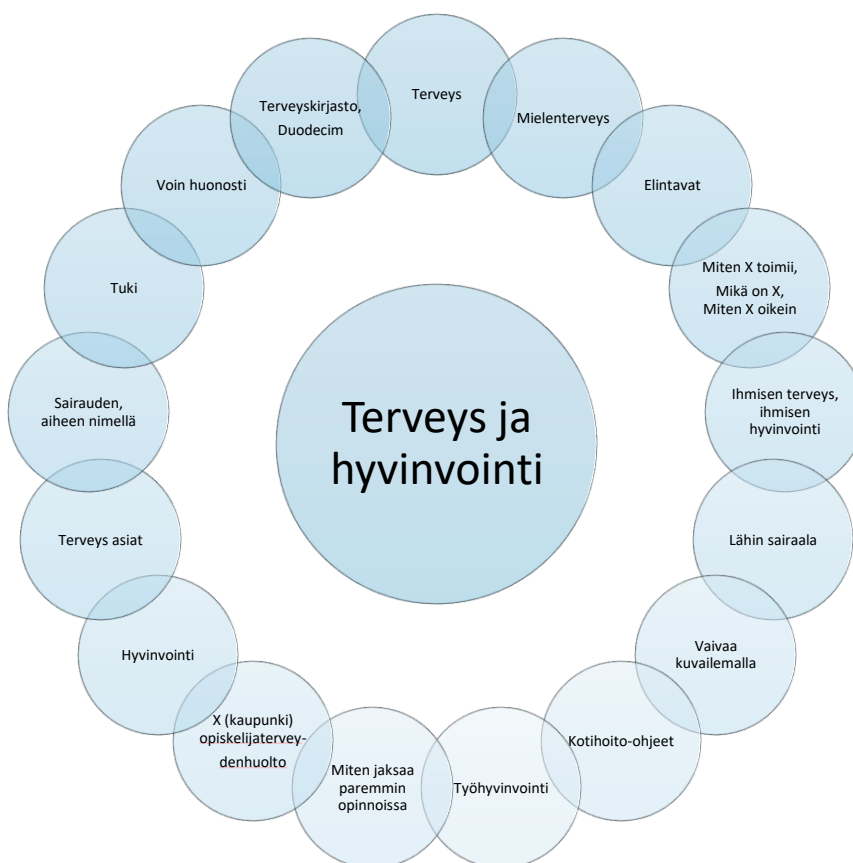 Terveys
Mielenterveys
Elintavat
Miten X toimii,
Mikä on X,
Miten X oikein
Ihmisen terveys,
ihmisen
hyvinvointi
Lähin sairaala
Vaivaa
kuvailemalla
Kotihoito-ohjeet
Työhyvinvointi
Miten jaksaa
paremmin
opinnoissa
X (kaupunki)
opiskelijatervey-
denhuolto
Hyvinvointi
Terveys asiat
Sairauden,
aiheen nimellä
Tuki
Voin huonosti
Terveyskirjasto,
Duodecim
Terveys ja
hyvinvointi